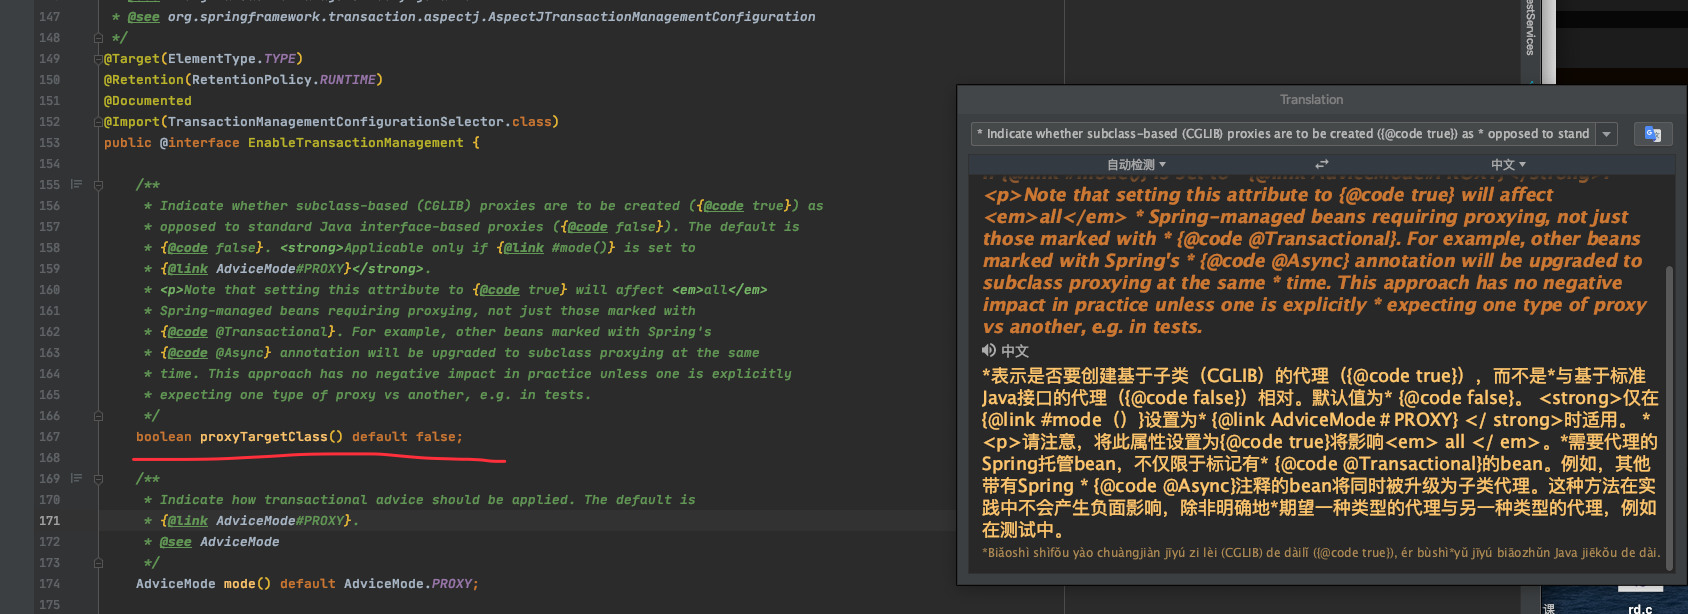 147 * @see org.springframework.transaction.aspectj.AspectJTransactionManagementConfiguration
148 */
149 @Target(ElementType.TYPE)
150 @Retention(RetentionPolicy.RUNTIME)
151 @Documented
152 @Import(TransactionManagementConfigurationSelector.class)
153 public @interface EnableTransactionManagement {
154
155 /**
156 * Indicate whether subclass-based (CGLIB) proxies are to be created ({@code true}) as
157 * opposed to standard Java interface-based proxies ({@code false}). The default is
158 * {@code false}. <strong>Applicable only if {@link #mode()} is set to
159 * {@link AdviceMode#PROXY}</strong>.
160 * <p>Note that setting this attribute to {@code true} will affect <em>all</em>
161 * Spring-managed beans requiring proxying, not just those marked with
162 * {@code @Transactional}. For example, other beans marked with Spring's
163 * {@code @Async} annotation will be upgraded to subclass proxying at the same
164 * time. This approach has no negative impact in practice unless one is explicitly
165 * expecting one type of proxy vs another, e.g. in tests.
166 */
167 boolean proxyTargetClass() default false;
168
169 /**
170 * Indicate how transactional advice should be applied. The default is
171 * {@link AdviceMode#PROXY}.
172 * @see AdviceMode
173 */
174 AdviceMode mode() default AdviceMode.PROXY;
175
estServices
Translation
* Indicate whether subclass-based (CGLIB) proxies are to be created ({@code true}) as * opposed to stand
自动检测
中文
<p>Note that setting this attribute to {@code true} will affect
<em>all</em> * Spring-managed beans requiring proxying, not just
those marked with * {@code @Transactional}. For example, other beans
marked with Spring's * {@code @Async} annotation will be upgraded to
subclass proxying at the same * time. This approach has no negative
impact in practice unless one is explicitly * expecting one type of proxy
vs another, e.g. in tests.
中文
*表示是否要创建基于子类（CGLIB）的代理（{@code true}），而不是*与基于标准
Java接口的代理（{@code false}）相对。默认值为* {@code false}。 <strong>仅在
{@link #mode（）}设置为* {@link AdviceMode＃PROXY} </ strong>时适用。 *
<p>请注意，将此属性设置为{@code true}将影响<em> all </ em>。*需要代理的
Spring托管bean，不仅限于标记有* {@code @Transactional}的bean。例如，其他
带有Spring * {@code @Async}注释的bean将同时被升级为子类代理。这种方法在实
践中不会产生负面影响，除非明确地*期望一种类型的代理与另一种类型的代理，例如
在测试中。
*Biǎoshì shìfǒu yào chuàngjiàn jīyú zi lèi (CGLIB) de dàilǐ ({@code true}), ér bùshì*yǔ jīyú biāozhǔn Java jiēkǒu de dài.
课
rd.c